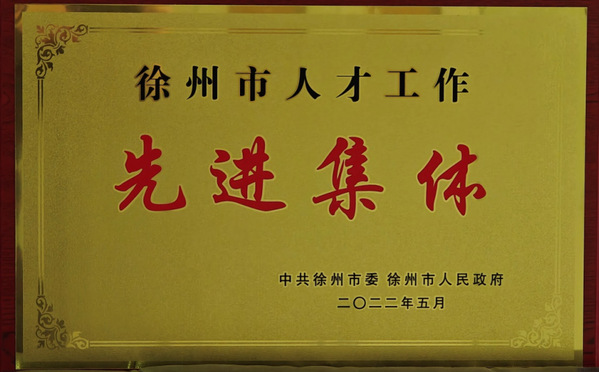 徐州市人才工作
先进集体
中共徐州市委 徐州市人民政府
二〇二二年五月